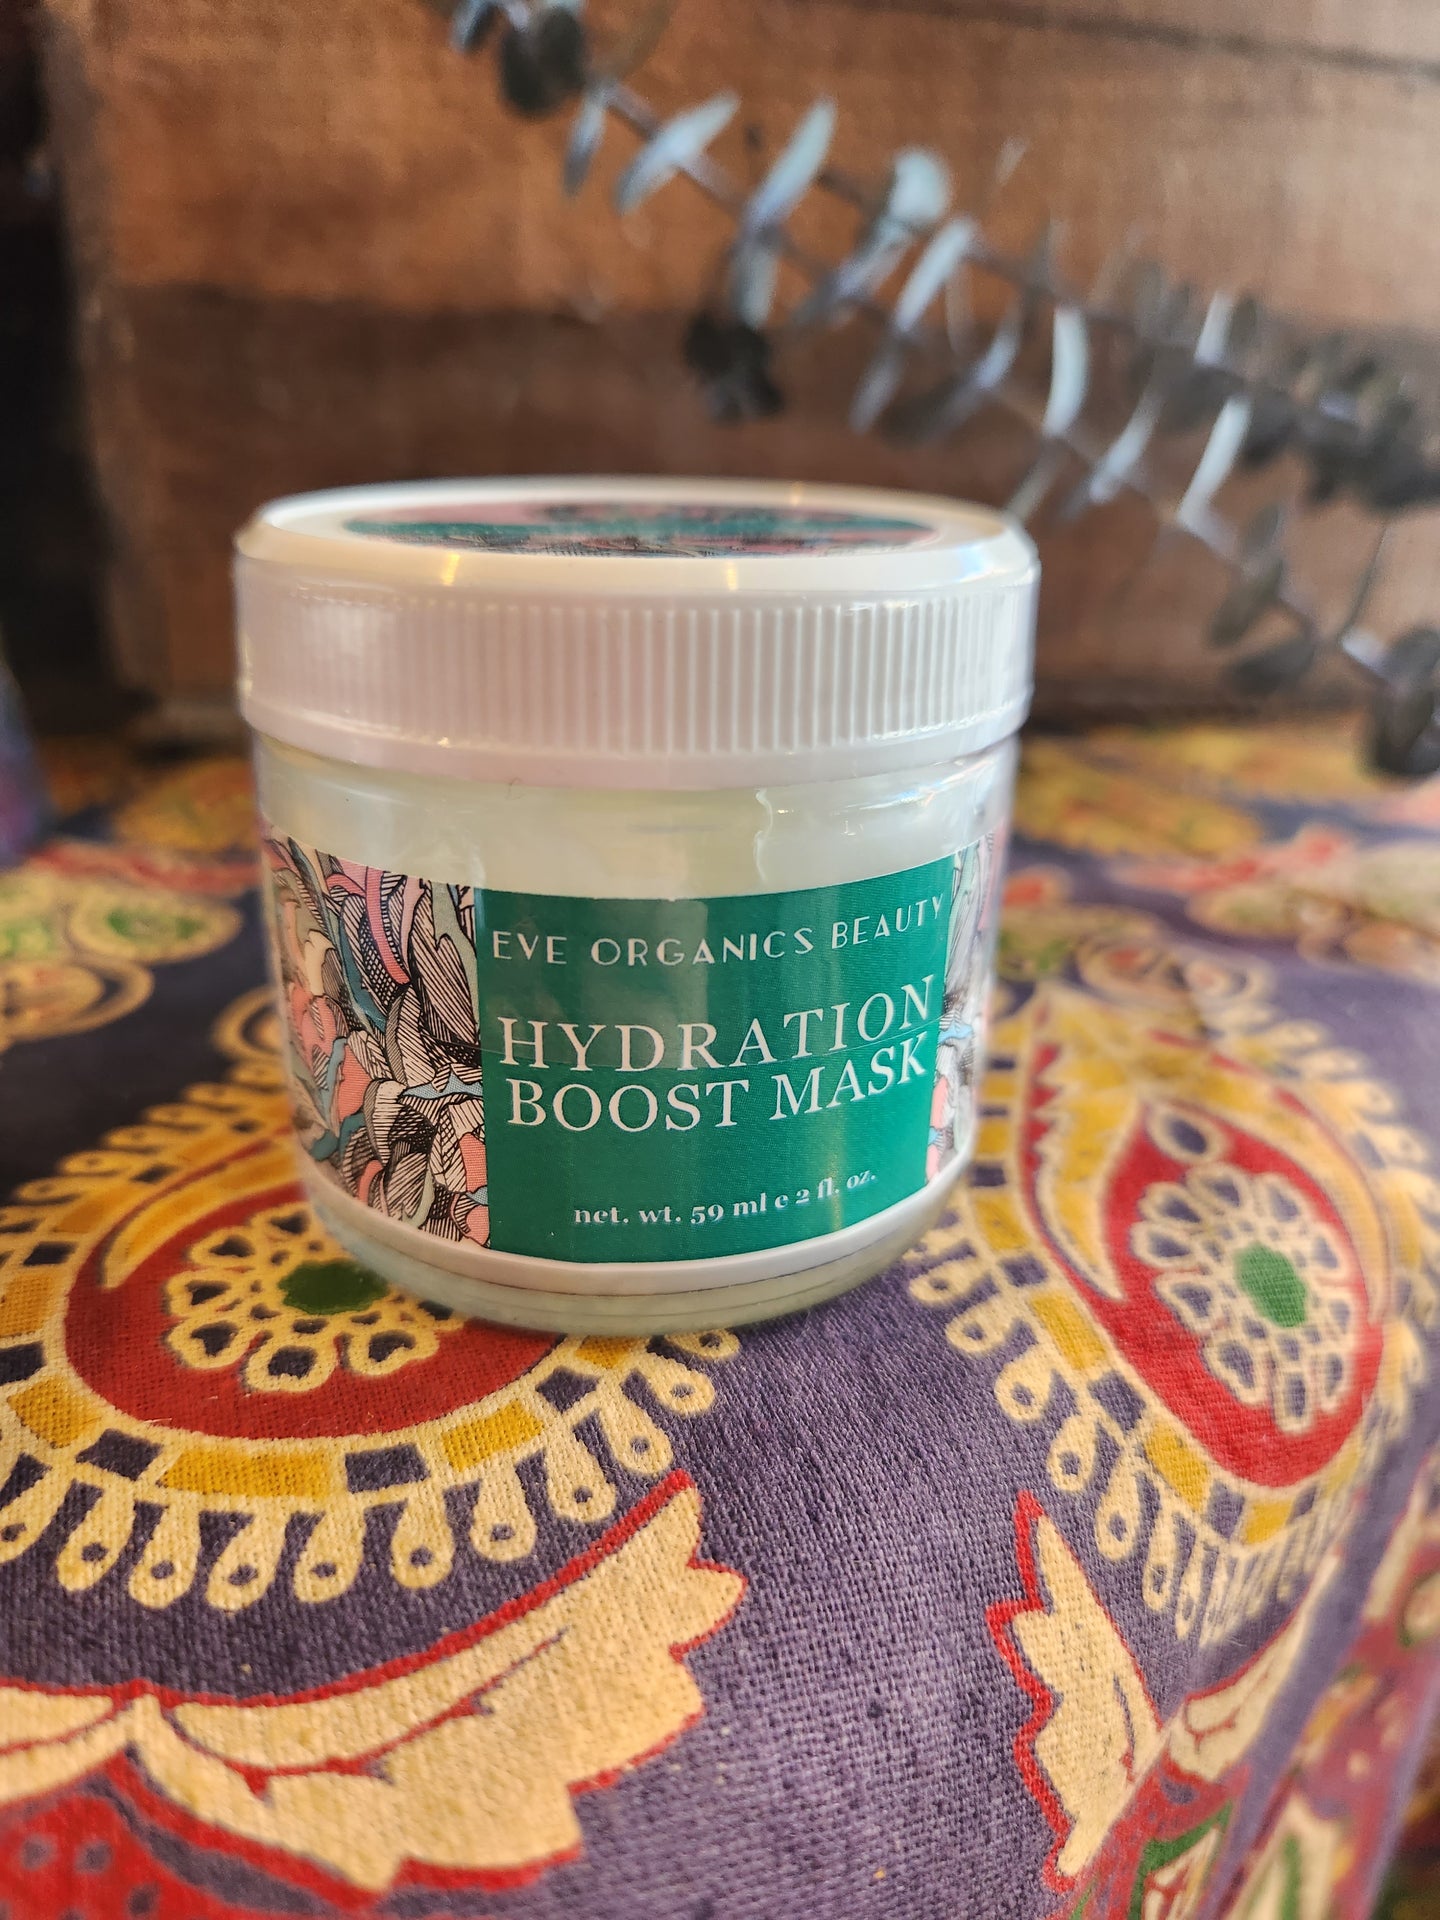 EVE ORGANICS BEAUTY
HYDRATION
BOOST MASK
net. wt. 59 ml e 2 fl. oz.